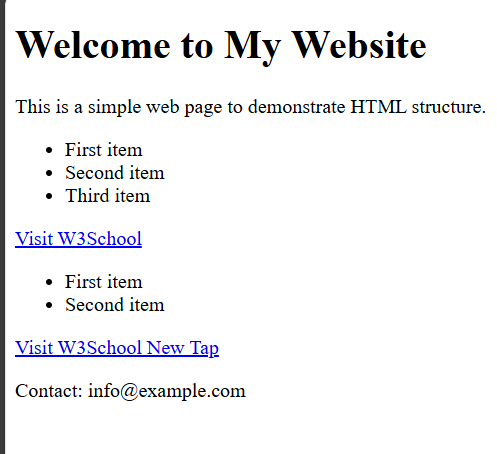 Welcome to My Website
This is a simple web page to demonstrate HTML structure.
• First item
• Second item
• Third item
Visit W3School
• First item
• Second item
Visit W3School New Tap
Contact: info@example.com